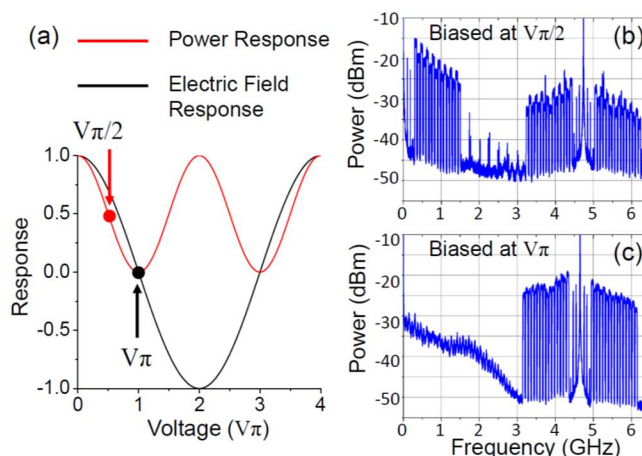 (a)
Power Response
Electric Field
Response
Vπ/2
1.0
0.5
0.0
-0.5
-1.0
Response
Vπ
0 1 2 3 4
Voltage (Vπ)
-10
Biased at Vπ/2 (b)
-20
-30
-40
-50
Power (dBm)
0 1 2 3 4 5 6
-10
Biased at Vπ (c)
-20
-30
-40
-50
Power (dBm)
0 1 2 3 4 5 6
Frequency (GHz)